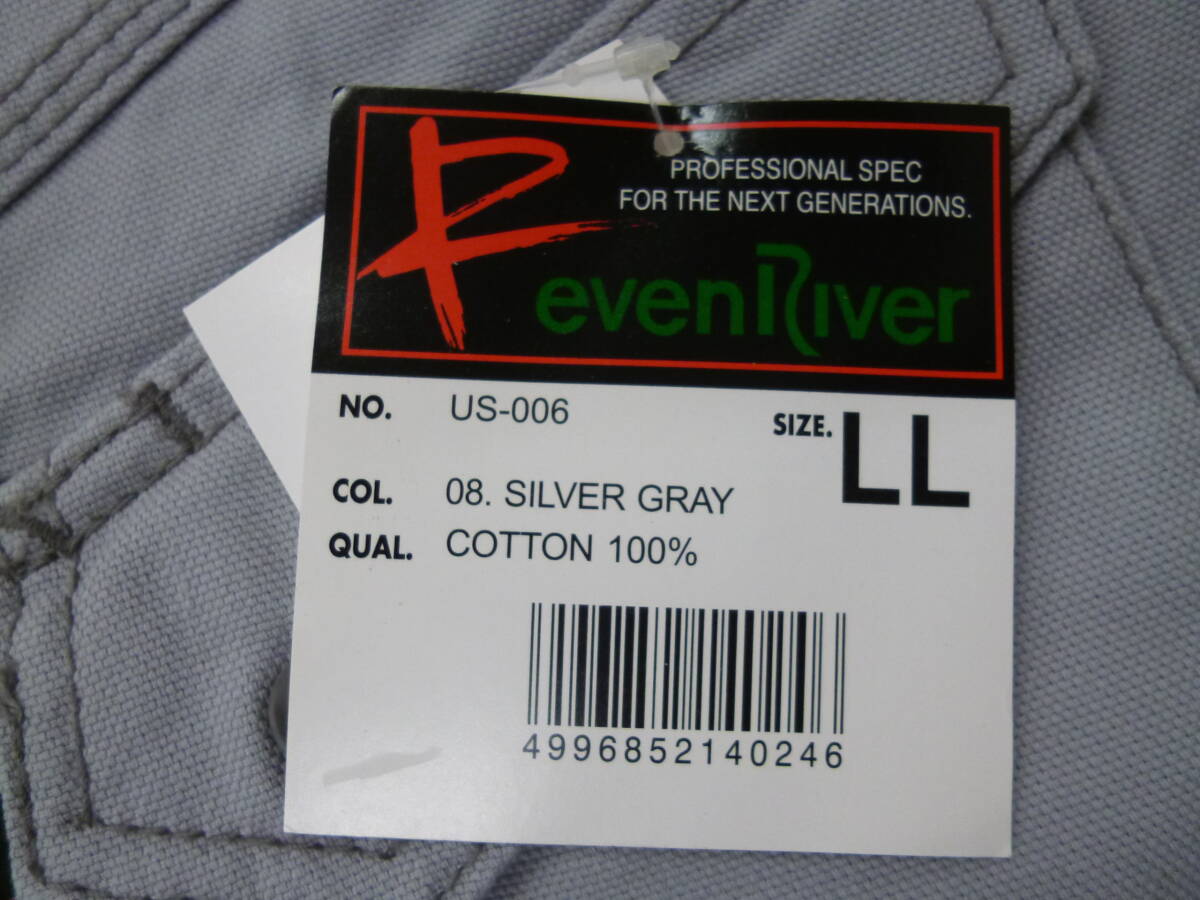 PROFESSIONAL SPEC
FOR THE NEXT GENERATIONS.
R
evenRiver
NO. US-006
SIZE. LL
COL. 08. SILVER GRAY
QUAL. COTTON 100%
4996852140246